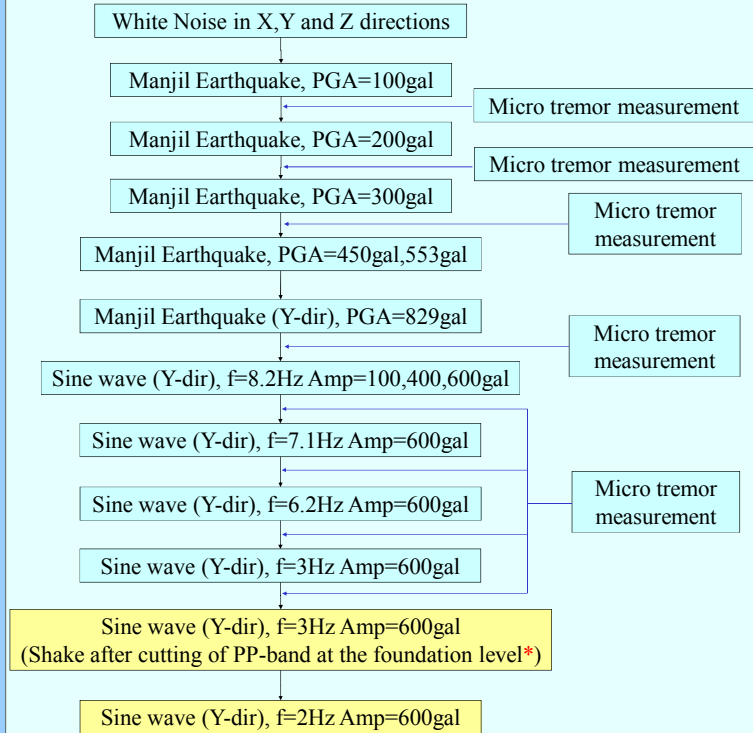 White Noise in X,Y and Z directions
Manjil Earthquake, PGA=100gal
Micro tremor measurement
Manjil Earthquake, PGA=200gal
Micro tremor measurement
Manjil Earthquake, PGA=300gal
Micro tremor
measurement
Manjil Earthquake, PGA=450gal,553gal
Manjil Earthquake (Y-dir), PGA=829gal
Micro tremor
measurement
Sine wave (Y-dir), f=8.2Hz Amp=100,400,600gal
Sine wave (Y-dir), f=7.1Hz Amp=600gal
Sine wave (Y-dir), f=6.2Hz Amp=600gal
Micro tremor
measurement
Sine wave (Y-dir), f=3Hz Amp=600gal
Sine wave (Y-dir), f=3Hz Amp=600gal
(Shake after cutting of PP-band at the foundation level*)
Sine wave (Y-dir), f=2Hz Amp=600gal